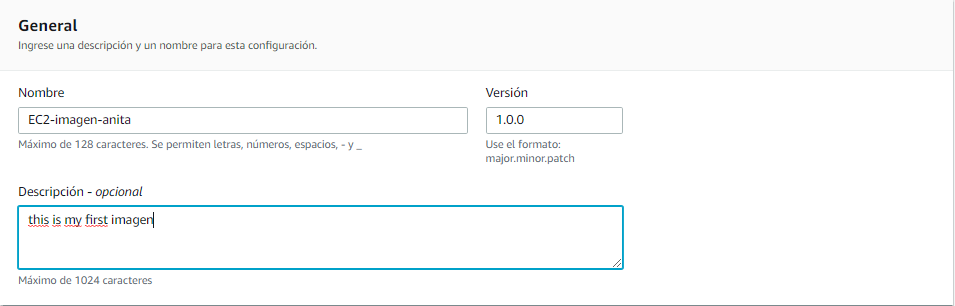 General
Ingrese una descripción y un nombre para esta configuración.
Nombre
Versión
EC2-imagen-anita
1.0.0
Máximo de 128 caracteres. Se permiten letras, números, espacios, - y _
Use el formato:
major.minor.patch
Descripción - opcional
this is my first imagen
Máximo de 1024 caracteres